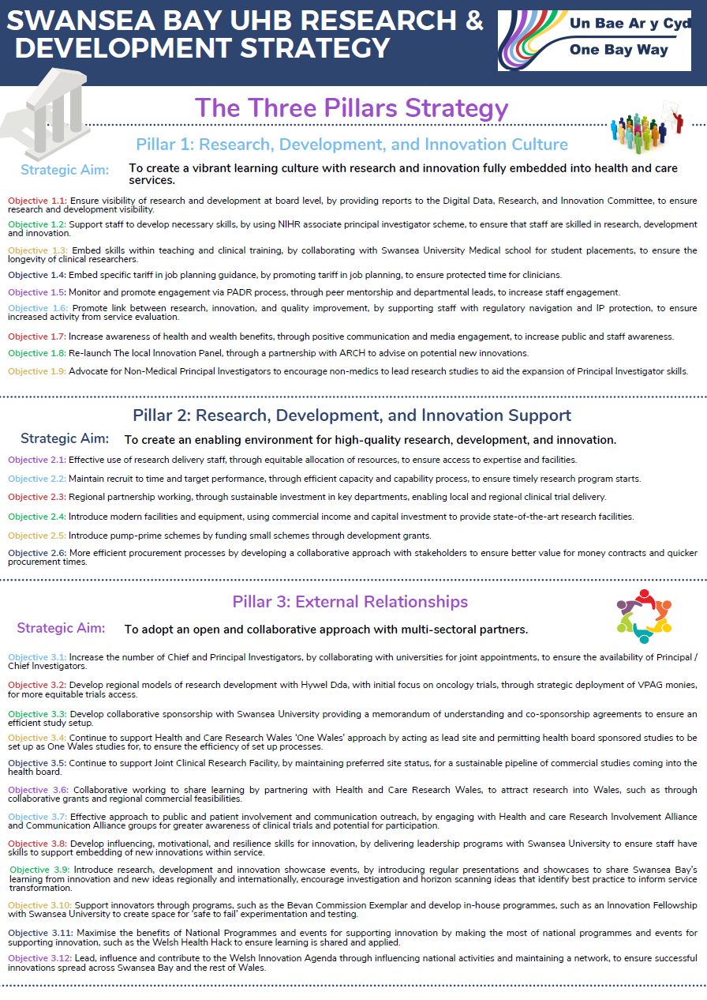 SWANSEA BAY UHB RESEARCH &
DEVELOPMENT STRATEGY
Un Bae Ar y Cyd
One Bay Way
The Three Pillars Strategy
Pillar 1: Research, Development, and Innovation Culture
Strategic Aim: To create a vibrant learning culture with research and innovation fully embedded into health and care
services.
Objective 1.1: Ensure visibility of research and development at board level, by providing reports to the Digital Data, Research, and Innovation Committee, to ensure
research and development visibility.
Objective 1.2: Support staff to develop necessary skills, by using NIHR associate principal investigator scheme, to ensure that staff are skilled in research, development
and innovation.
Objective 1.3: Embed skills within teaching and clinical training, by collaborating with Swansea University Medical school for student placements, to ensure the
longevity of clinical researchers.
Objective 1.4: Embed specific tariff in job planning guidance, by promoting tariff in job planning, to ensure protected time for clinicians.
Objective 1.5: Monitor and promote engagement via PADR process, through peer mentorship and departmental leads, to increase staff engagement.
Objective 1.6: Promote link between research, innovation, and quality improvement, by supporting staff with regulatory navigation and IP protection, to ensure
increased activity from service evaluation.
Objective 1.7: Increase awareness of health and wealth benefits, through positive communication and media engagement, to increase public and staff awareness.
Objective 1.8: Re-launch The local Innovation Panel, through a partnership with ARCH to advise on potential new innovations.
Objective 1.9: Advocate for Non-Medical Principal Investigators to encourage non-medics to lead research studies to aid the expansion of Principal Investigator skills.
Pillar 2: Research, Development, and Innovation Support
Strategic Aim: To create an enabling environment for high-quality research, development, and innovation.
Objective 2.1: Effective use of research delivery staff, through equitable allocation of resources, to ensure access to expertise and facilities.
Objective 2.2: Maintain recruit to time and target performance, through efficient capacity and capability process, to ensure timely research program starts.
Objective 2.3: Regional partnership working, through sustainable investment in key departments, enabling local and regional clinical trial delivery.
Objective 2.4: Introduce modern facilities and equipment, using commercial income and capital investment to provide state-of-the-art research facilities.
Objective 2.5: Introduce pump-prime schemes by funding small schemes through development grants.
Objective 2.6: More efficient procurement processes by developing a collaborative approach with stakeholders to ensure better value for money contracts and quicker
procurement times.
Pillar 3: External Relationships
Strategic Aim: To adopt an open and collaborative approach with multi-sectoral partners.
Objective 3.1: Increase the number of Chief and Principal Investigators, by collaborating with universities for joint appointments, to ensure the availability of Principal /
Chief Investigators.
Objective 3.2: Develop regional models of research development with Hywel Dda, with initial focus on oncology trials, through strategic deployment of VPAG monies,
for more equitable trials access.
Objective 3.3: Develop collaborative sponsorship with Swansea University providing a memorandum of understanding and co-sponsorship agreements to ensure an
efficient study setup.
Objective 3.4: Continue to support Health and Care Research Wales ‘One Wales’ approach by acting as lead site and permitting health board sponsored studies to be
set up as One Wales studies for, to ensure the efficiency of set up processes.
Objective 3.5: Continue to support Joint Clinical Research Facility, by maintaining preferred site status, for a sustainable pipeline of commercial studies coming into the
health board.
Objective 3.6: Collaborative working to share learning by partnering with Health and Care Research Wales, to attract research into Wales, such as through
collaborative grants and regional commercial feasibilities.
Objective 3.7: Effective approach to public and patient involvement and communication outreach, by engaging with Health and care Research Involvement Alliance
and Communication Alliance groups for greater awareness of clinical trials and potential for participation.
Objective 3.8: Develop influencing, motivational, and resilience skills for innovation, by delivering leadership programs with Swansea University to ensure staff have
skills to support embedding of new innovations within service.
Objective 3.9: Introduce research, development and innovation showcase events, by introducing regular presentations and showcases to share Swansea Bay’s
learning from innovation and new ideas regionally and internationally, encourage investigation and horizon scanning ideas that identify best practice to inform service
transformation.
Objective 3.10: Support innovators through programs, such as the Bevan Commission Exemplar and develop in-house programmes, such as an Innovation Fellowship
with Swansea University to create space for ‘safe to fail’ experimentation and testing.
Objective 3.11: Maximise the benefits of National Programmes and events for supporting innovation by making the most of national programmes and events for
supporting innovation, such as the Welsh Health Hack to ensure learning is shared and applied.
Objective 3.12: Lead, influence and contribute to the Welsh Innovation Agenda through influencing national activities and maintaining a network, to ensure successful
innovations spread across Swansea Bay and the rest of Wales.